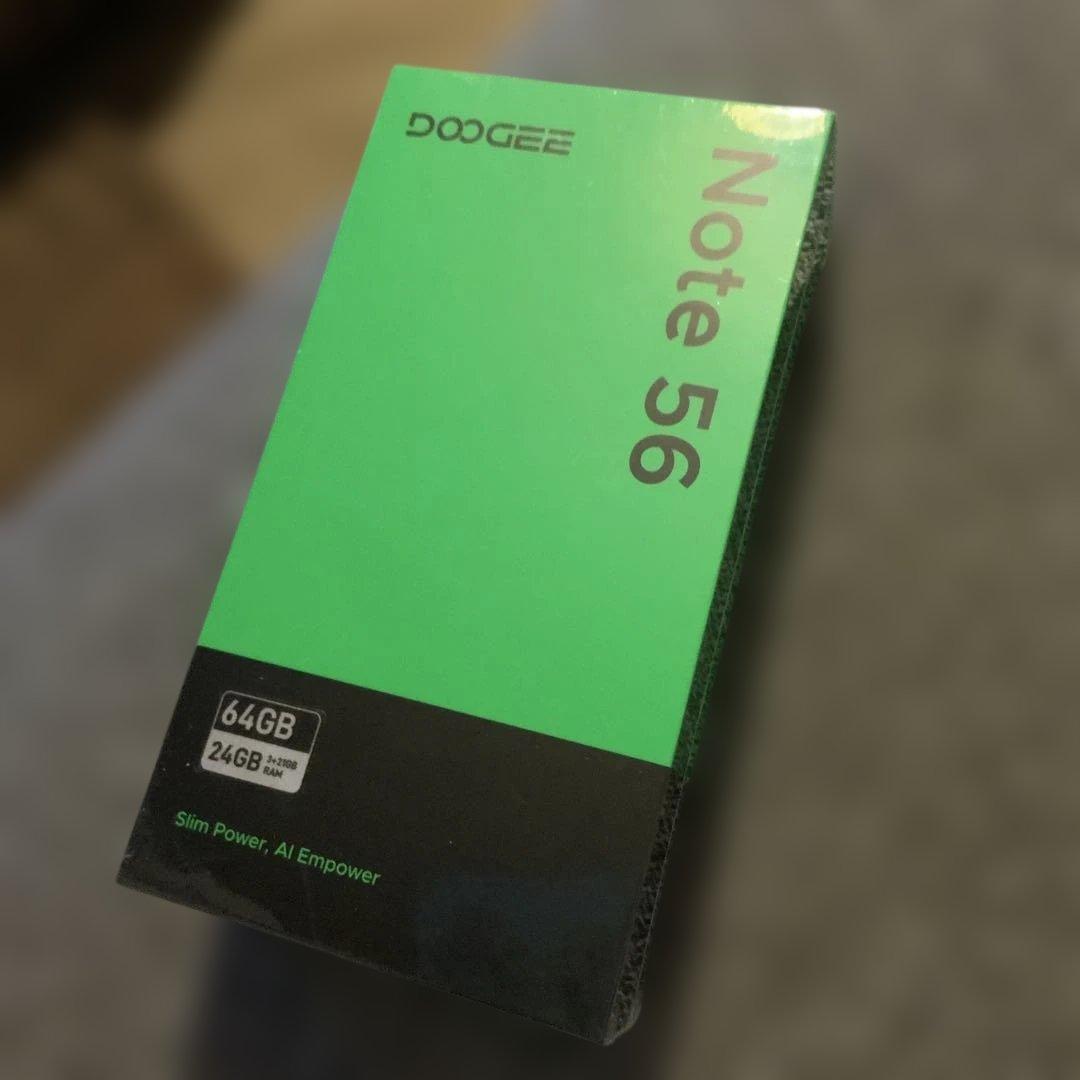 DOOGEE
Note 56
64GB
24GB 3+21GB
RAM
Slim Power, AI Empower